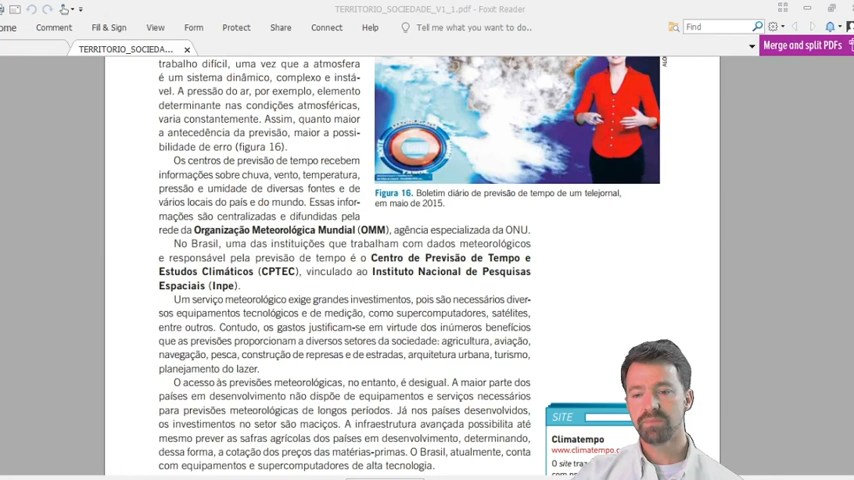 TERRITORIO_SOCIEDADE_V1_1.pdf - Foxit Reader
ome Comment Fill & Sign View Form Protect Share Connect Help Tell me what you want to do... Find
TERRITORIO_SOCIEDA... × Merge and split PDFs
trabalho difícil, uma vez que a atmosfera
é um sistema dinâmico, complexo e instá-
vel. A pressão do ar, por exemplo, elemento
determinante nas condições atmosféricas,
varia constantemente. Assim, quanto maior
a antecedência da previsão, maior a possi-
bilidade de erro (figura 16).
Os centros de previsão de tempo recebem
informações sobre chuva, vento, temperatura,
pressão e umidade de diversas fontes e de
vários locais do país e do mundo. Essas infor-
mações são centralizadas e difundidas pela
rede da Organização Meteorológica Mundial (OMM), agência especializada da ONU.
Figura 16. Boletim diário de previsão de tempo de um telejornal,
em maio de 2015.
No Brasil, uma das instituições que trabalham com dados meteorológicos
e responsável pela previsão de tempo é o Centro de Previsão de Tempo e
Estudos Climáticos (CPTEC), vinculado ao Instituto Nacional de Pesquisas
Espaciais (Inpe).
Um serviço meteorológico exige grandes investimentos, pois são necessários diver-
sos equipamentos tecnológicos e de medição, como supercomputadores, satélites,
entre outros. Contudo, os gastos justificam-se em virtude dos inúmeros benefícios
que as previsões proporcionam a diversos setores da sociedade: agricultura, aviação,
navegação, pesca, construção de represas e de estradas, arquitetura urbana, turismo,
planejamento do lazer.
O acesso às previsões meteorológicas, no entanto, é desigual. A maior parte dos
países em desenvolvimento não dispõe de equipamentos e serviços necessários
para previsões meteorológicas de longos períodos. Já nos países desenvolvidos,
os investimentos no setor são maciços. A infraestrutura avançada possibilita até
mesmo prever as safras agrícolas dos países em desenvolvimento, determinando,
dessa forma, a cotação dos preços das matérias-primas. O Brasil, atualmente, conta
com equipamentos e supercomputadores de alta tecnologia.
SITE
Climatempo
www.climatempo.c
O site traz